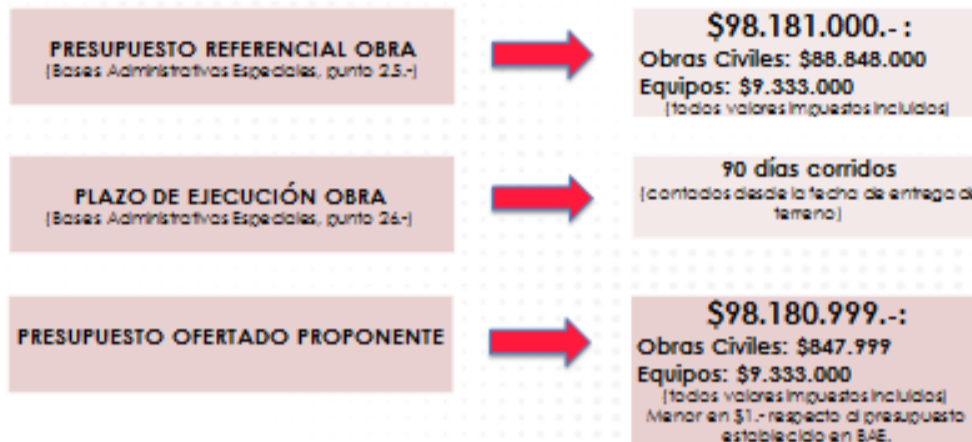 PRESUPUESTO REFERENCIAL OBRA
(Bases Administrativas Especiales, punto 25.-)
$98.181.000.-:
Obras Civiles: $88.848.000
Equipos: $9.333.000
(todos valores impuestos incluidos)
PLAZO DE EJECUCIÓN OBRA
(Bases Administrativas Especiales, punto 26.-)
90 días corridos
(contados desde la fecha de entrega de
terreno)
PRESUPUESTO OFERTADO PROPONENTE
$98.180.999.-:
Obras Civiles: $847.999
Equipos: $9.333.000
(todos valores impuestos incluidos)
Menor en $1.- respecto al presupuesto
establecido en BAE.